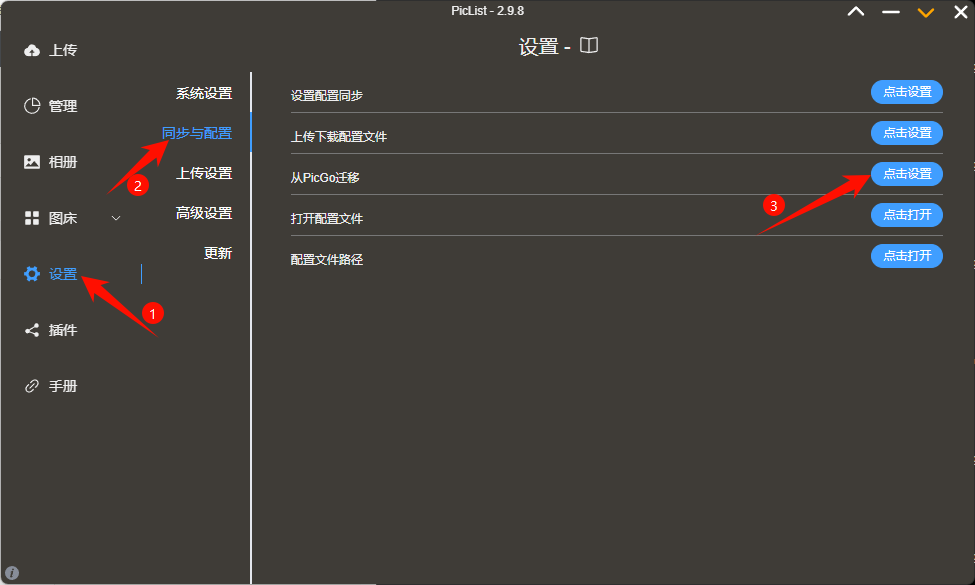 PicList - 2.9.8
设置 -
上传
管理
相册
图床
设置
插件
手册
系统设置
同步与配置
上传设置
高级设置
更新
设置配置同步 点击设置
上传下载配置文件 点击设置
从PicGo迁移 点击设置
打开配置文件 点击打开
配置文件路径 点击打开
1
2
3